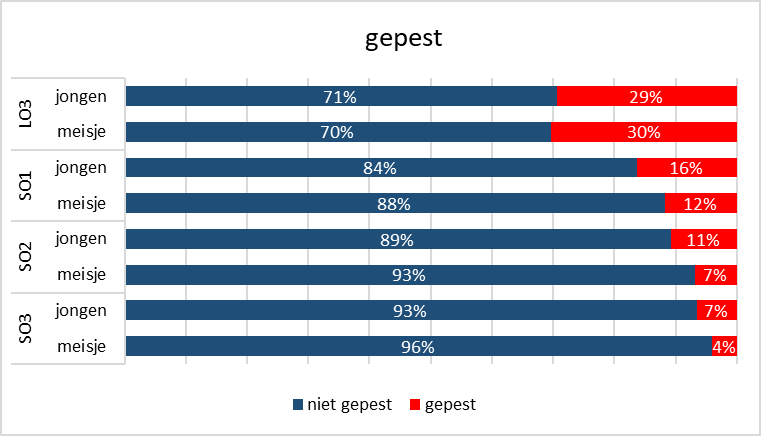 gepest
LO3
jongen 71% 29%
meisje 70% 30%
SO1
jongen 84% 16%
meisje 88% 12%
SO2
jongen 89% 11%
meisje 93% 7%
SO3
jongen 93% 7%
meisje 96% 4%
niet gepest gepest